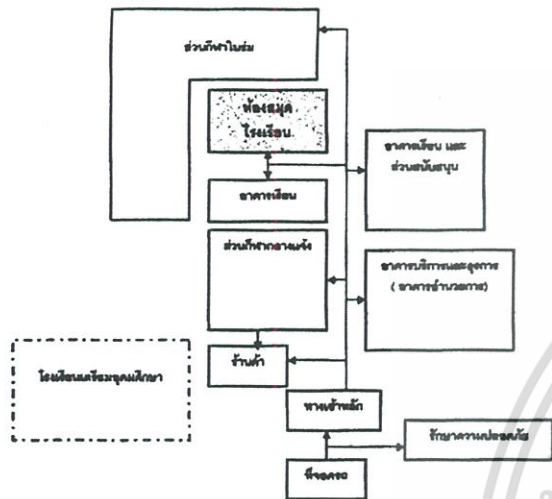 ส่วนกีฬาในร่ม
ห้องสมุด
โรงเรียน
อาคารเรียน และ
ส่วนสนับสนุน
อาคารเรียน
ส่วนกีฬากลางแจ้ง
อาคารบริการและธุรการ
( อาคารอำนวยการ)
โรงเรียนเตรียมอุดมศึกษา
ร้านค้า
ทางเข้าหลัก
รักษาความปลอดภัย
ที่จอดรถ